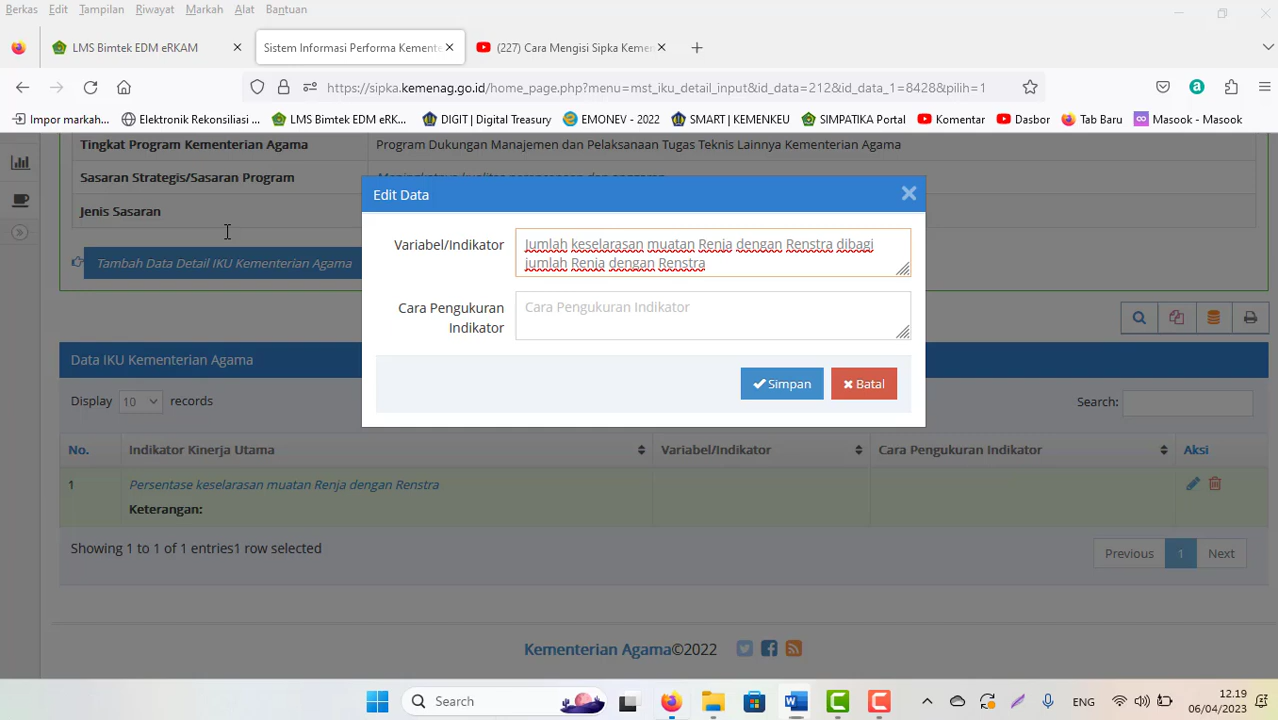 Berkas Edit Tampilan Riwayat Markah Alat Bantuan
LMS Bimtek EDM eRKAM
Sistem Informasi Performa Kemente
(227) Cara Mengisi Sipka Kemen
https://sipka.kemenag.go.id/home_page.php?menu=mst_iku_detail_input&id_data=212&id_data_1=8428&pilih=1
Impor markah... Elektronik Rekonsiliasi ... LMS Bimtek EDM eRK... DIGIT | Digital Treasury EMONEV - 2022 SMART | KEMENKEU SIMPATIKA Portal Komentar Dasbor Tab Baru Masook - Masook
Tingkat Program Kementerian Agama Program Dukungan Manajemen dan Pelaksanaan Tugas Teknis Lainnya Kementerian Agama
Sasaran Strategis/Sasaran Program
Jenis Sasaran
Tambah Data Detail IKU Kementerian Agama
Edit Data
Variabel/Indikator
Jumlah keselarasan muatan Renja dengan Renstra dibagi
jumlah Renja dengan Renstra
Cara Pengukuran
Indikator
Cara Pengukuran Indikator
Simpan Batal
Data IKU Kementerian Agama
Display 10 records Search:
No. Indikator Kinerja Utama Variabel/Indikator Cara Pengukuran Indikator Aksi
1 Persentase keselarasan muatan Renja dengan Renstra
Keterangan:
Showing 1 to 1 of 1 entries1 row selected Previous 1 Next
Kementerian Agama©2022
Search
ENG
12.19
06/04/2023